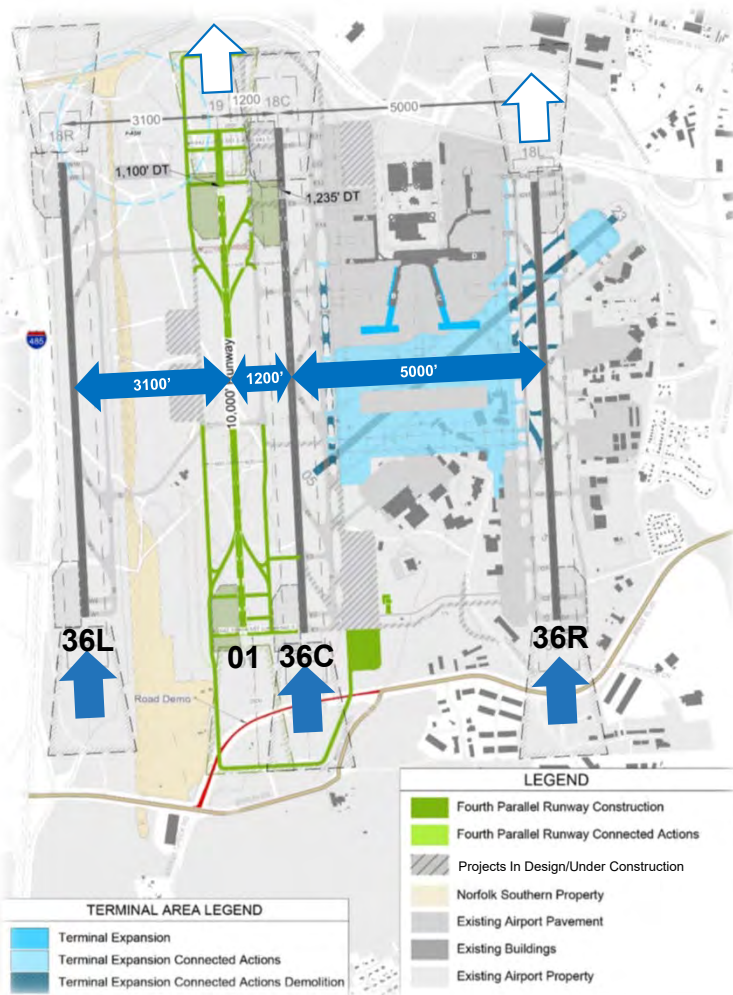 19
1200
18C
3100
5000
18R
18L
1,100' DT
1,235' DT
23
485
3100'
1200'
5000'
10,000' Runway
05
36L
01
36C
36R
Road Demo
LEGEND
Fourth Parallel Runway Construction
Fourth Parallel Runway Connected Actions
Projects In Design/Under Construction
Norfolk Southern Property
Existing Airport Pavement
Existing Buildings
Existing Airport Property
TERMINAL AREA LEGEND
Terminal Expansion
Terminal Expansion Connected Actions
Terminal Expansion Connected Actions Demolition